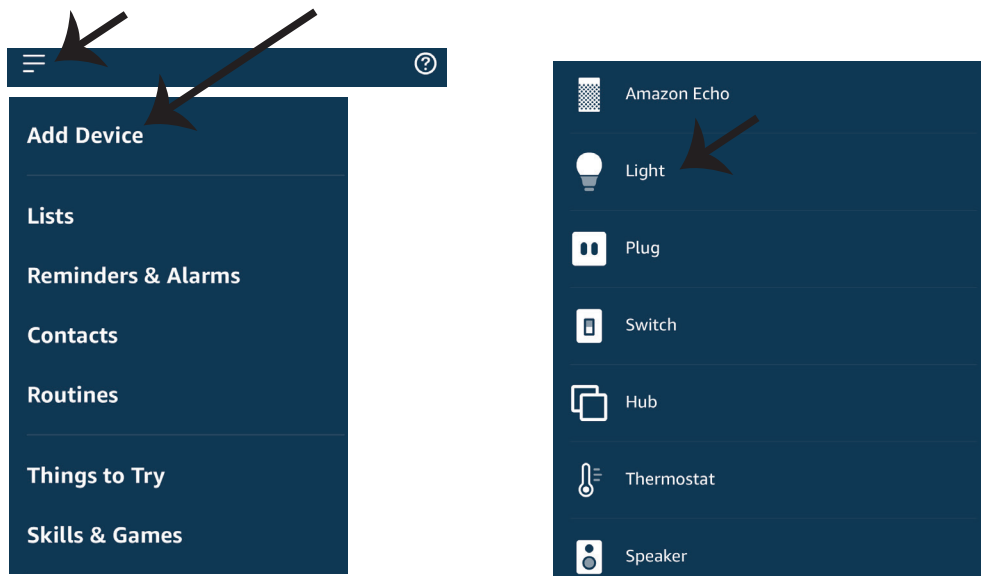 ?
Add Device
Lists
Reminders & Alarms
Contacts
Routines
Things to Try
Skills & Games
Amazon Echo
Light
Plug
Switch
Hub
Thermostat
Speaker